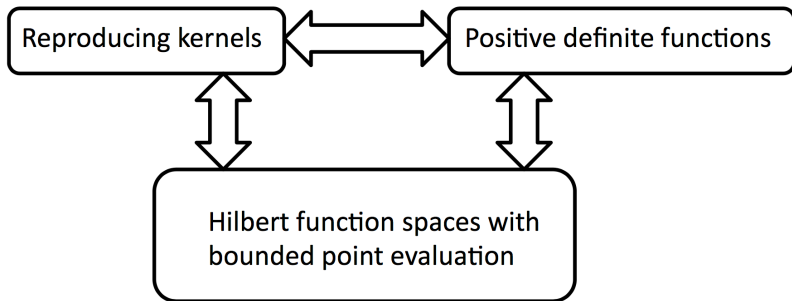 Reproducing kernels
Positive definite functions
Hilbert function spaces with
bounded point evaluation